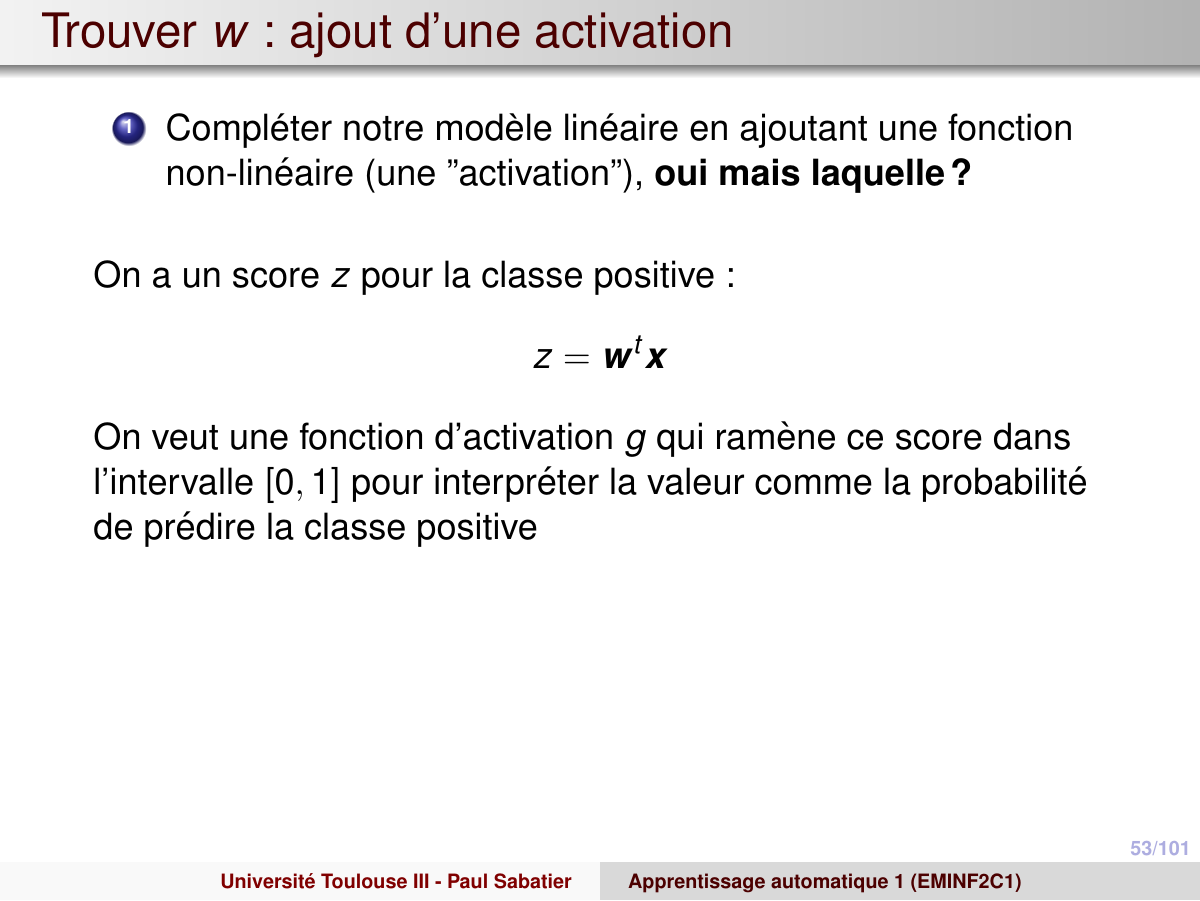 Trouver w : ajout d'une activation
1 Compléter notre modèle linéaire en ajoutant une fonction
non-linéaire (une ”activation”), oui mais laquelle ?
On a un score z pour la classe positive :
z = wᵗx
On veut une fonction d'activation g qui ramène ce score dans
l'intervalle [0, 1] pour interpréter la valeur comme la probabilité
de prédire la classe positive
53/101
Université Toulouse III - Paul Sabatier Apprentissage automatique 1 (EMINF2C1)